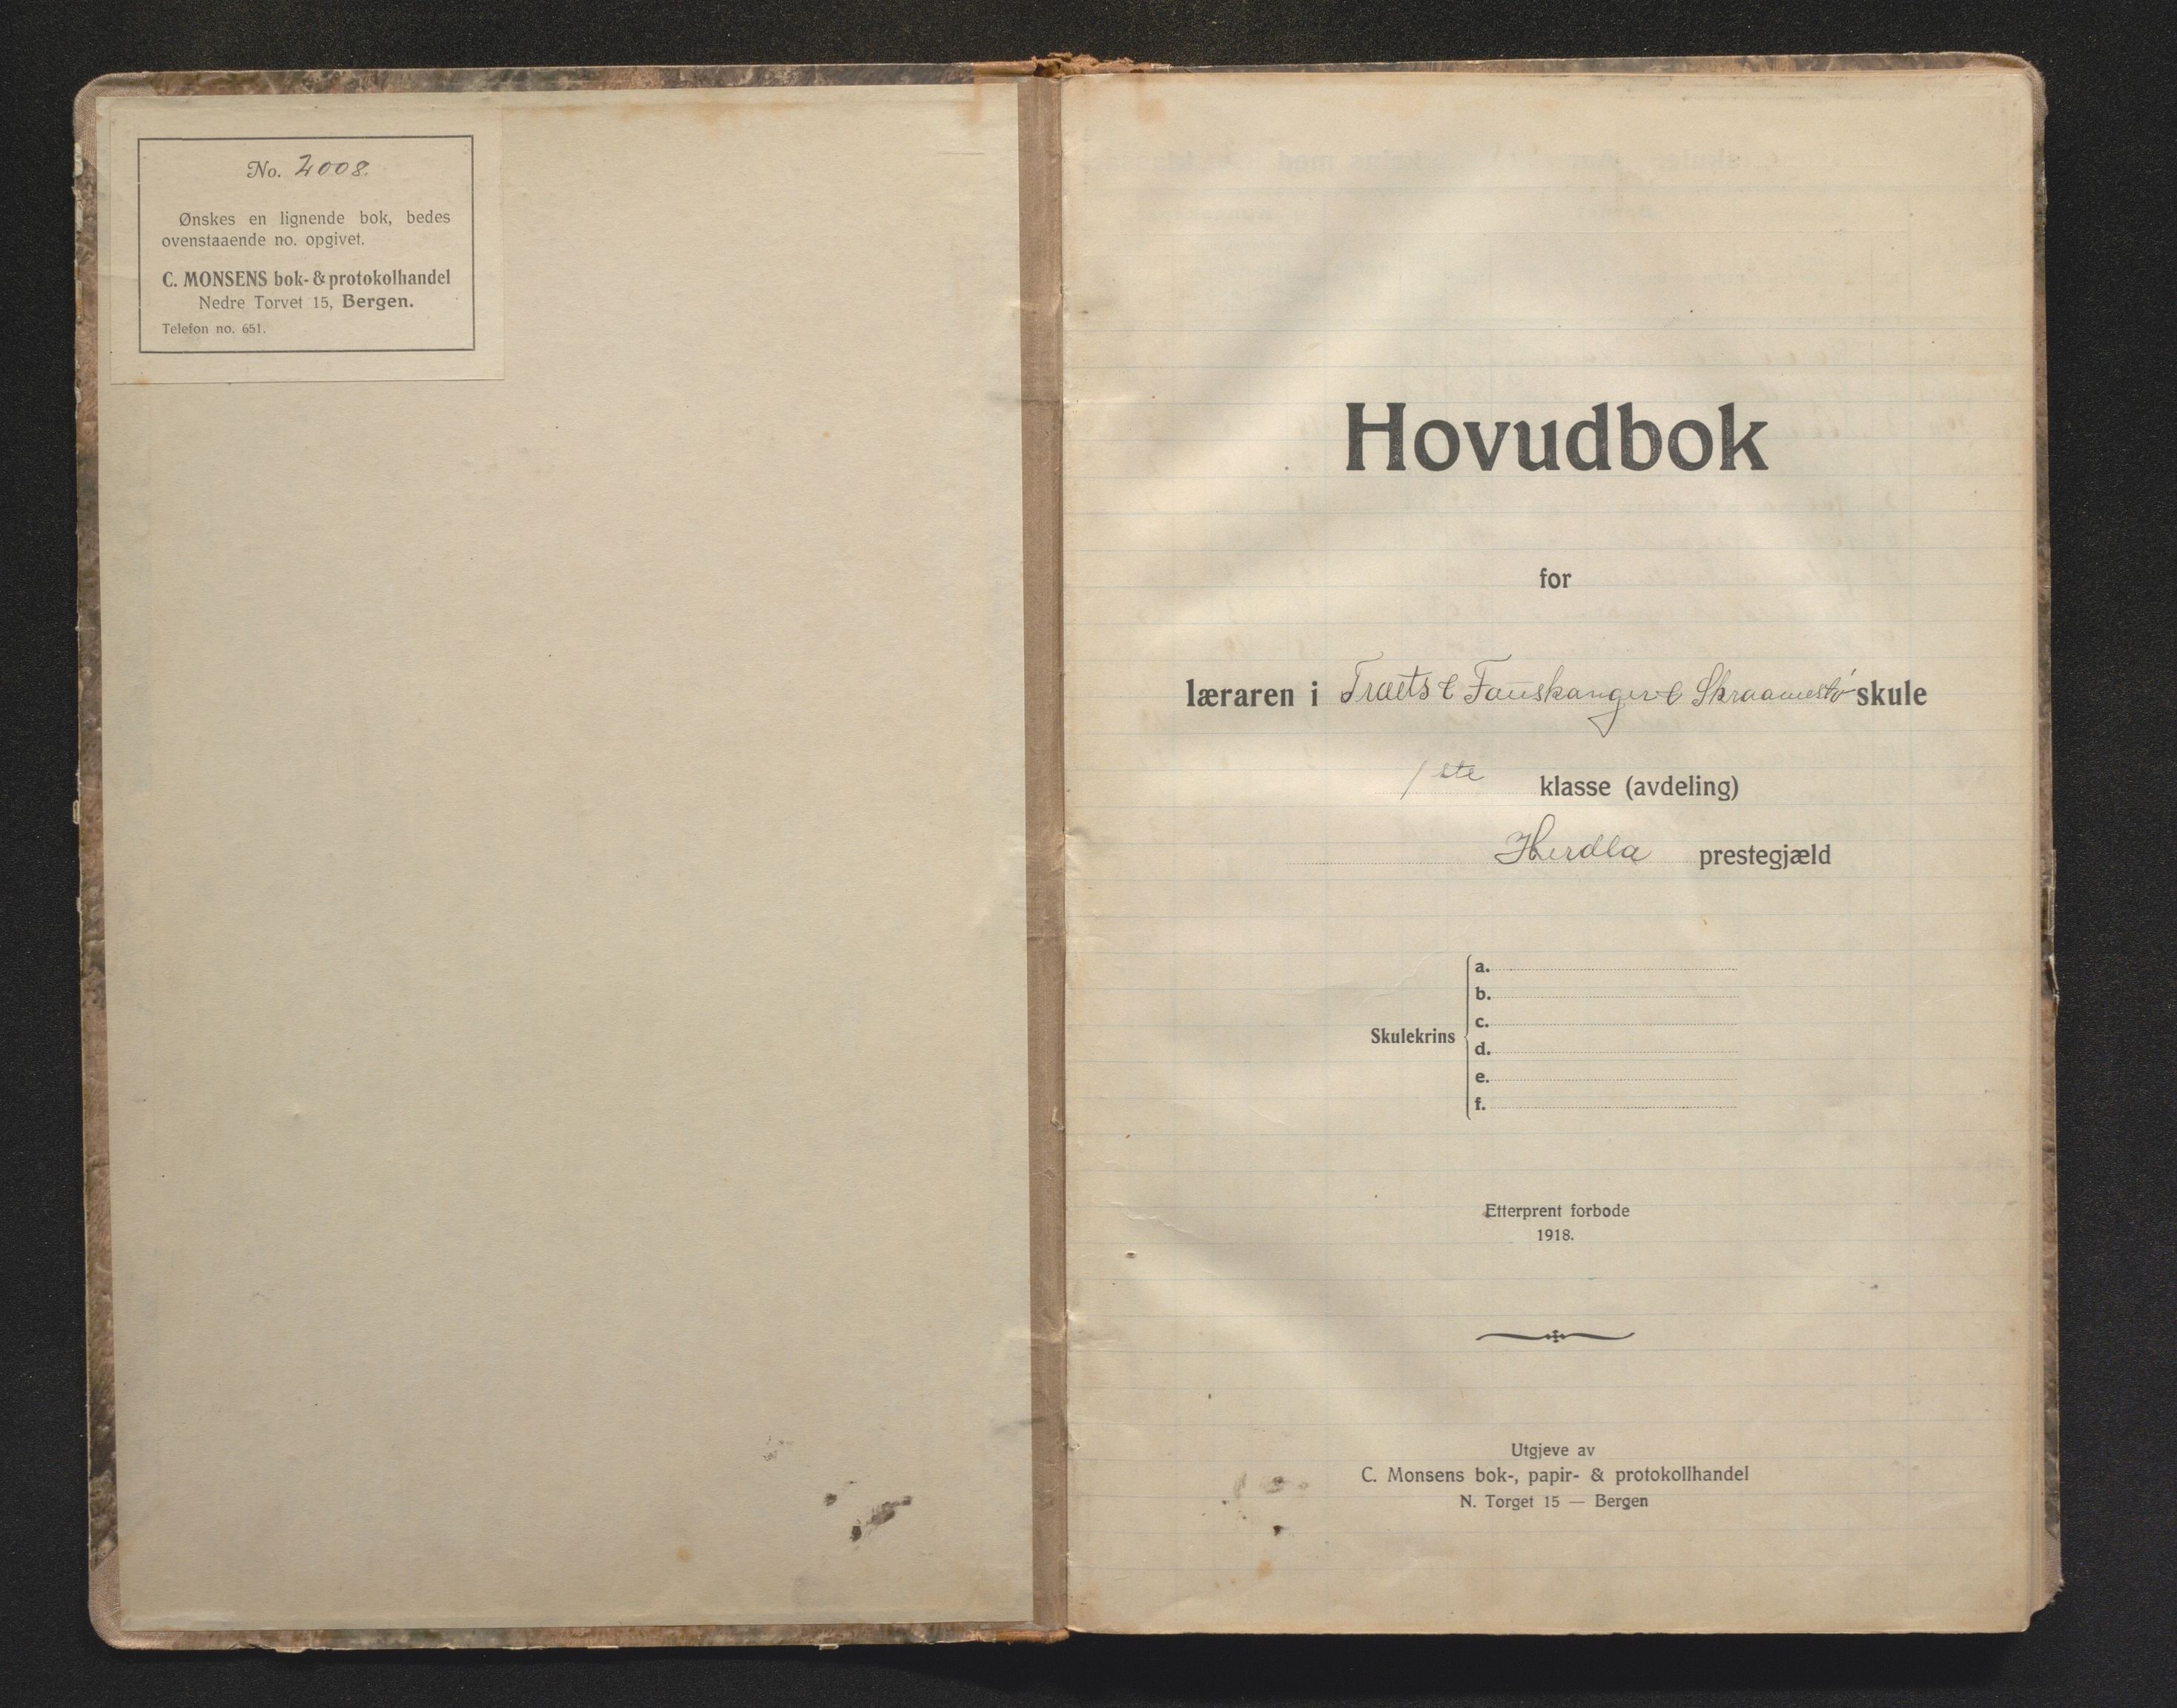 No. 2008.
Ønskes en lignende bok, bedes
ovenstaaende no. opgivet.
C. MONSENS bok- & protokolhandel
Nedre Torvet 15, Bergen.
Telefon no. 651.
Hovudbok
for
læraren i Træts & Fauskanger & Skraamestø skule
1ste klasse (avdeling)
Herdla prestegjæld
Skulekrins
a.
b.
c.
d.
e.
f.
Etterprent forbode
1918.
Utgjeve av
C. Monsens bok-, papir- & protokollhandel
N. Torget 15 — Bergen